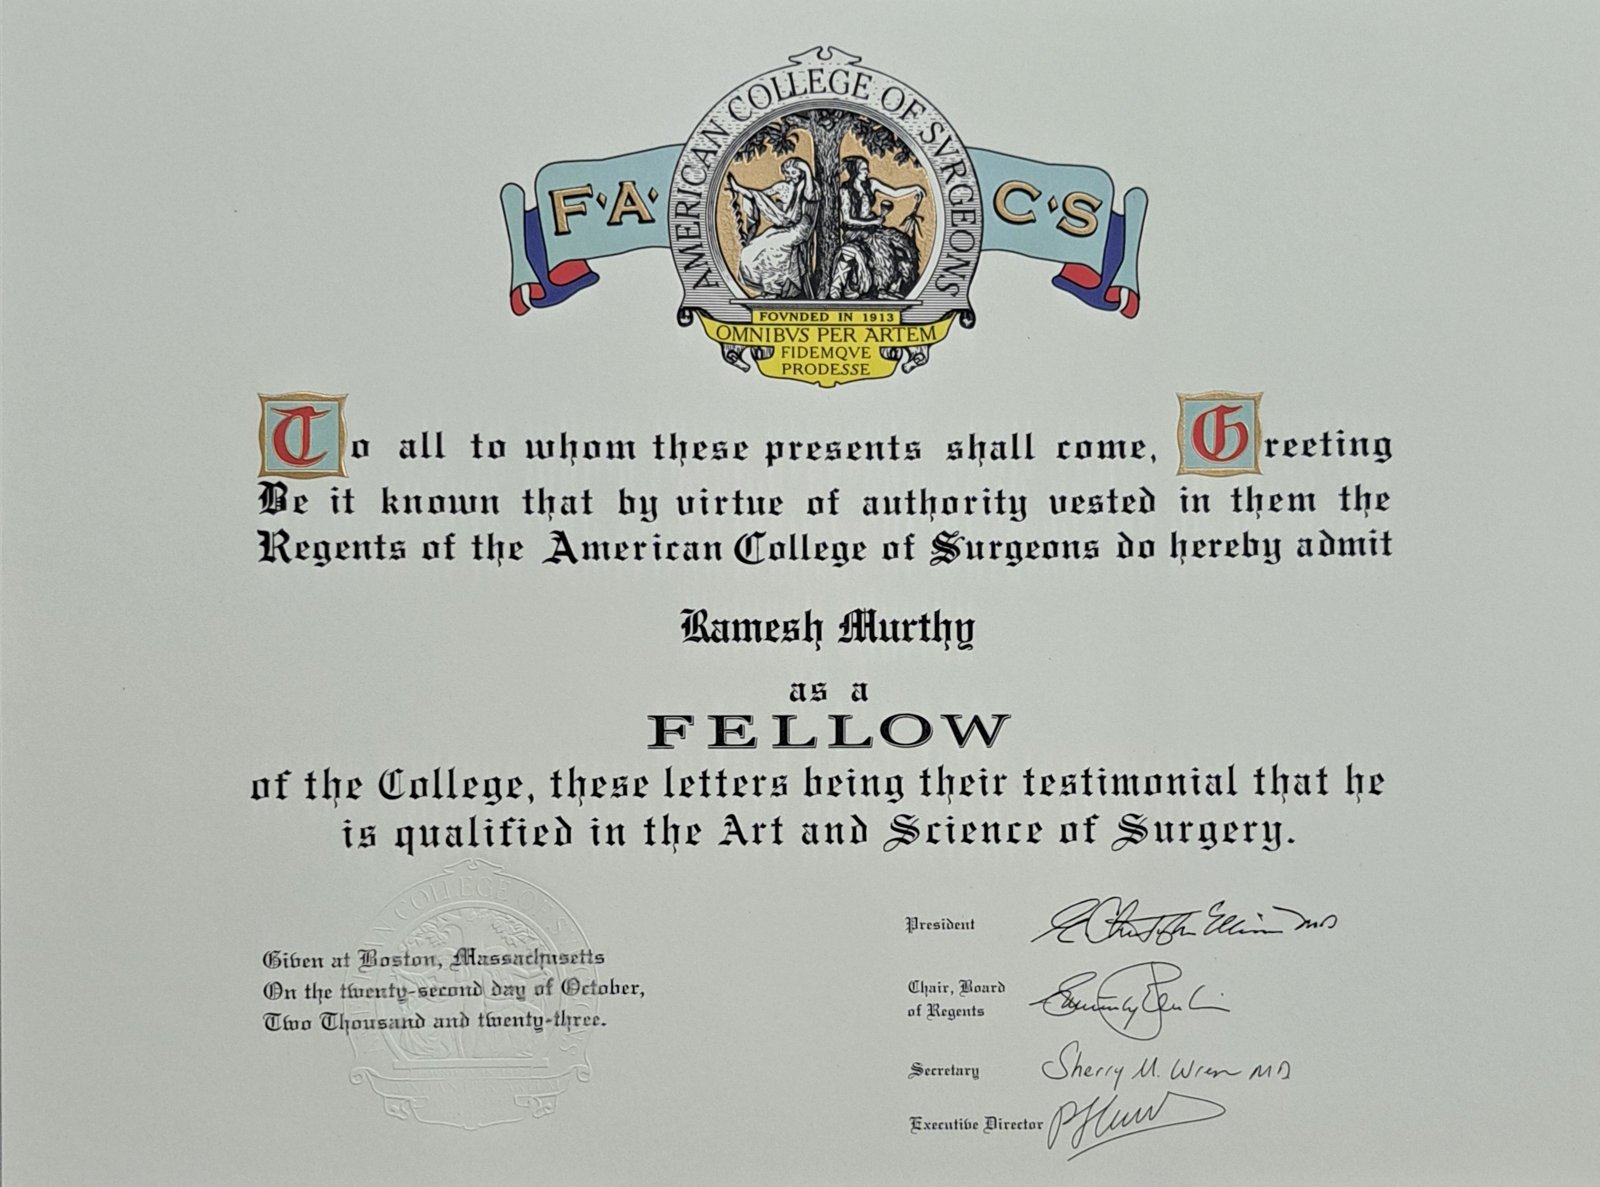 F·A· C·S
AMERICAN COLLEGE OF SVRGEONS
FOVNDED IN 1913
OMNIBVS PER ARTEM
FIDEMQVE
PRODESSE
To all to whom these presents shall come, Greeting
Be it known that by virtue of authority vested in them the
Regents of the American College of Surgeons do hereby admit
Ramesh Murthy
as a
FELLOW
of the College, these letters being their testimonial that he
is qualified in the Art and Science of Surgery.
Given at Boston, Massachusetts
On the twenty-second day of October,
Two Thousand and twenty-three.
President MD
Chair, Board
of Regents
Secretary Sherry M. Wren MD
Executive Director